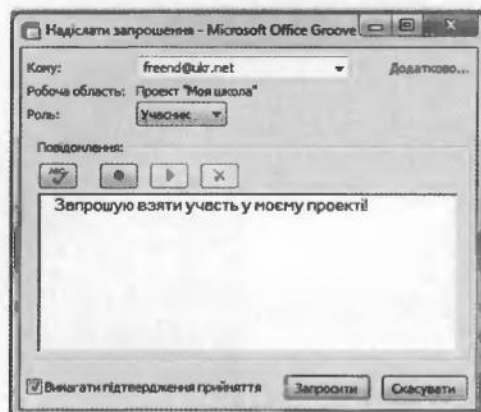 Надіслати запрошення - Microsoft Office Groove
Кому: freend@ukr.net Додатково...
Робоча область: Проект "Моя школа"
Роль: Учасник
Повідомлення:
ABC
Запрошую взяти участь у моєму проекті!
Вимагати підтвердження прийняття Запросити Скасувати